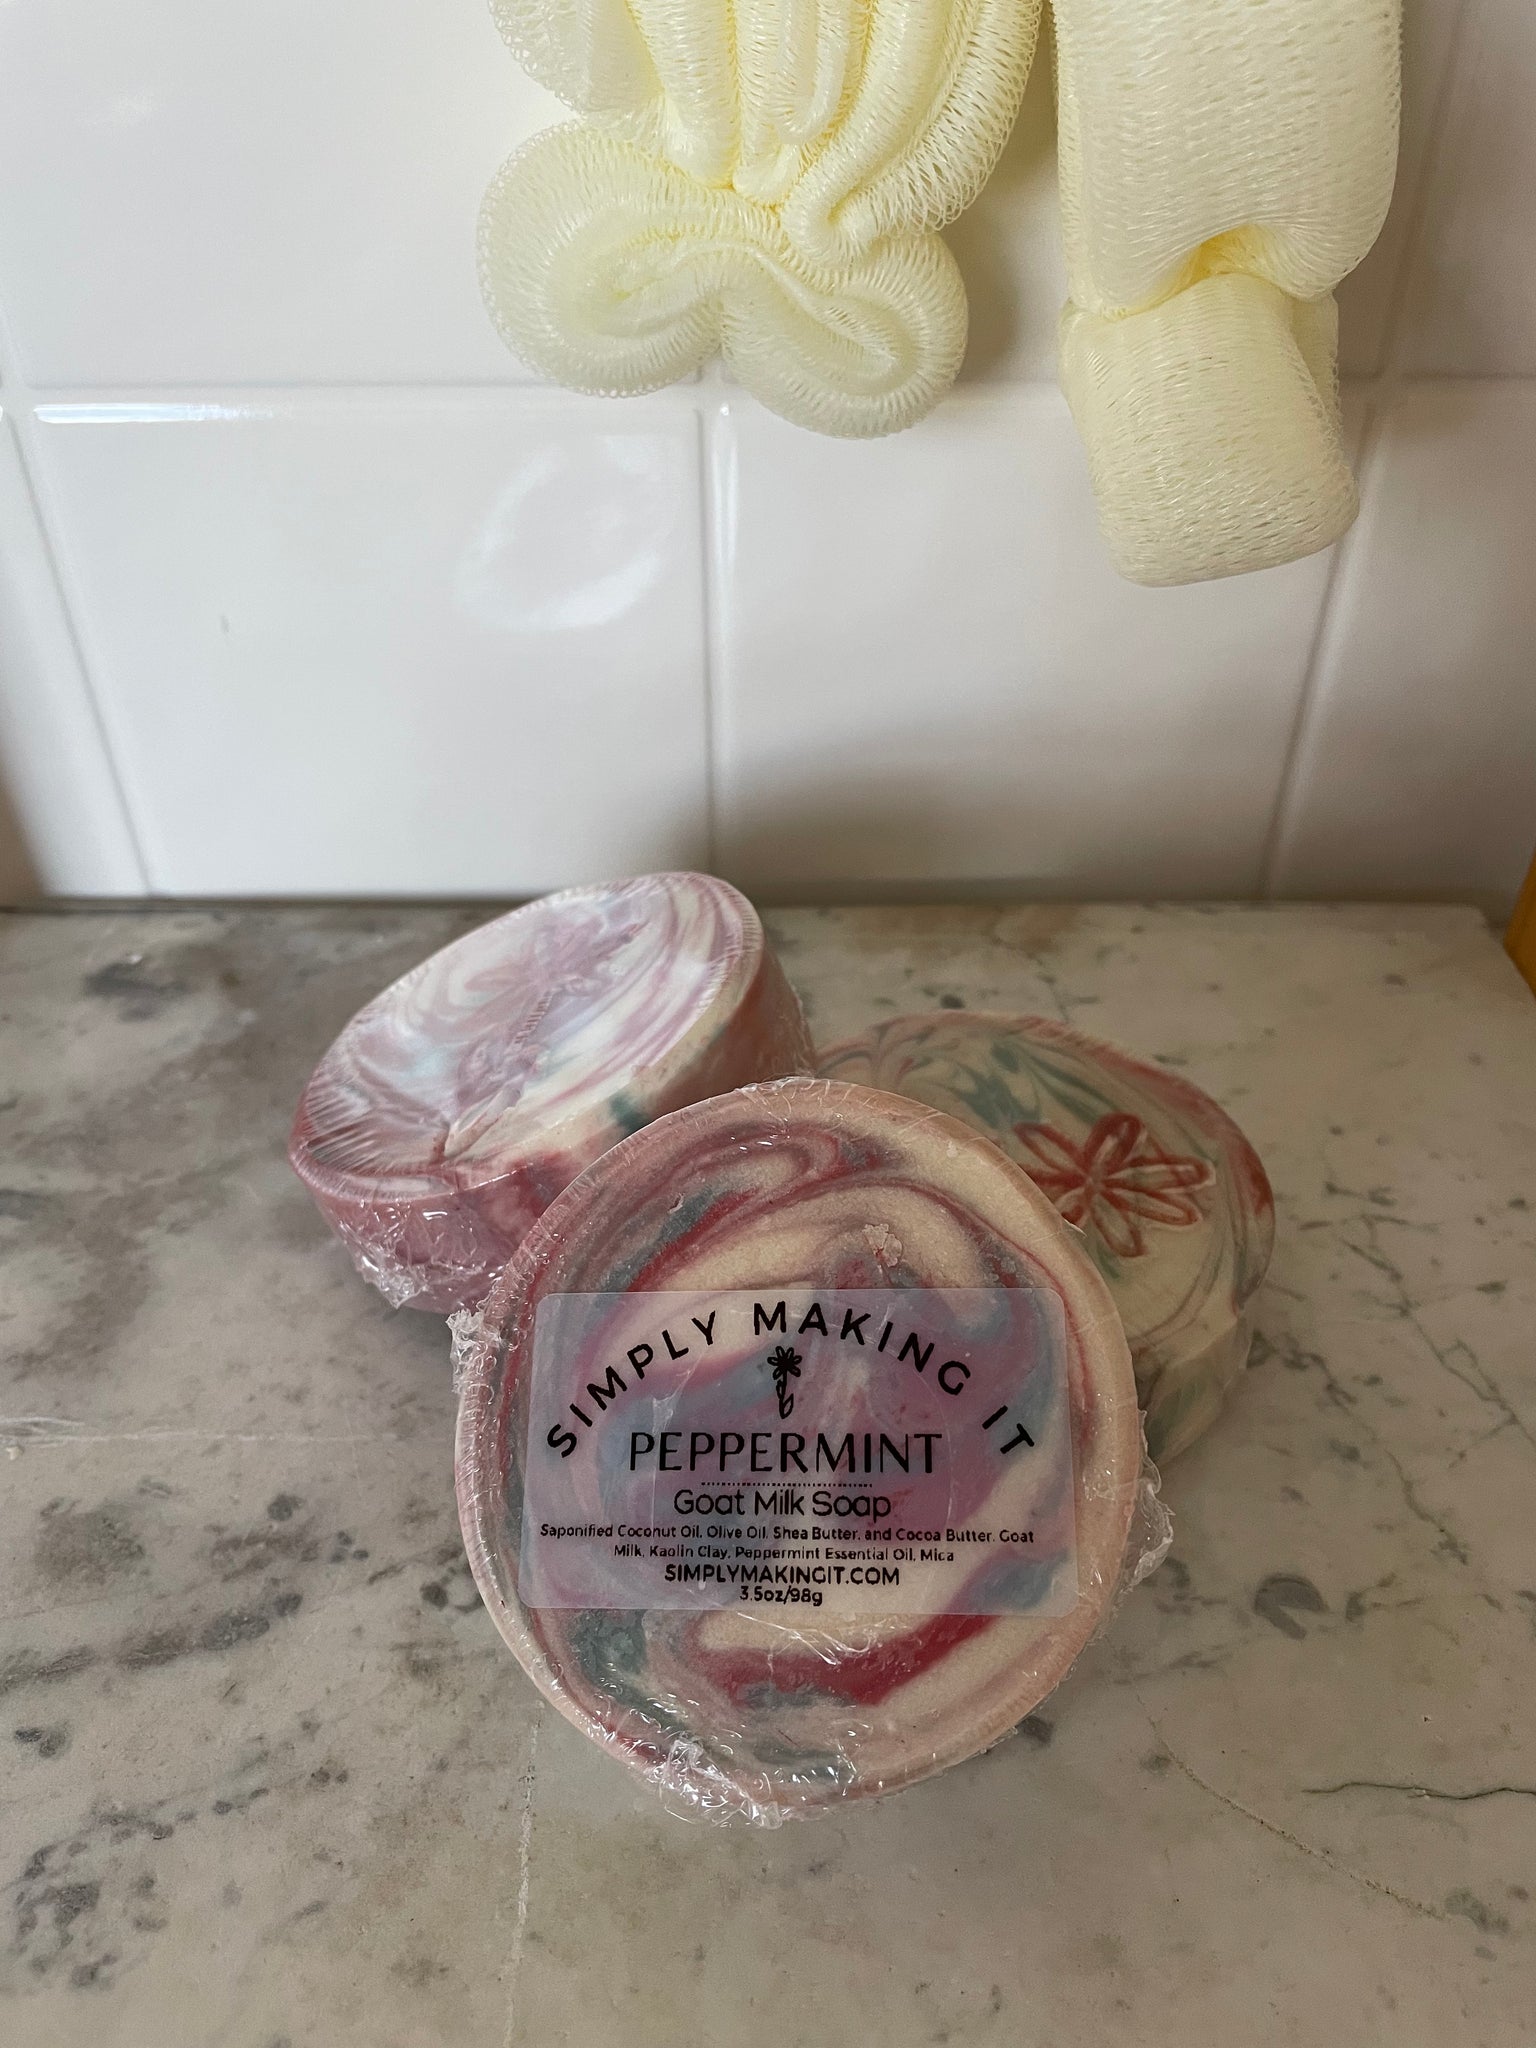 SIMPLY MAKING IT
PEPPERMINT
Goat Milk Soap
Saponified Coconut Oil, Olive Oil, Shea Butter, and Cocoa Butter, Goat
Milk, Kaolin Clay, Peppermint Essential Oil, Mica
SIMPLYMAKINGIT.COM
3.5oz/98g